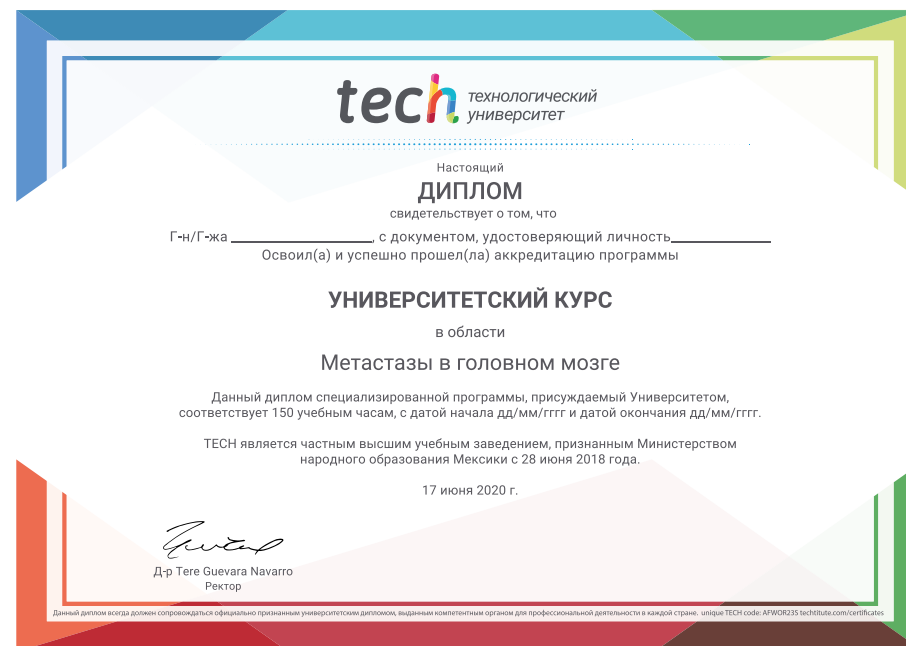 tech технологический
университет
Настоящий
ДИПЛОМ
свидетельствует о том, что
Г-н/Г-жа ____________________, с документом, удостоверяющий личность______________
Освоил(а) и успешно прошел(ла) аккредитацию программы
УНИВЕРСИТЕТСКИЙ КУРС
в области
Метастазы в головном мозге
Данный диплом специализированной программы, присуждаемый Университетом,
соответствует 150 учебным часам, с датой начала дд/мм/гггг и датой окончания дд/мм/гггг.
TECH является частным высшим учебным заведением, признанным Министерством
народного образования Мексики с 28 июня 2018 года.
17 июня 2020 г.
Д-р Tere Guevara Navarro
Ректор
Данный диплом всегда должен сопровождаться официально признанным университетским дипломом, выданным компетентным органом для профессиональной деятельности в каждой стране. unique TECH code: AFWOR23S techtitute.com/certificates